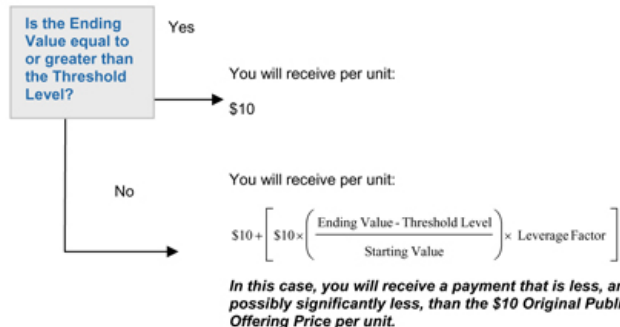 Is the Ending
Value equal to
or greater than
the Threshold
Level?
Yes
You will receive per unit:
$10
No
You will receive per unit:
$10 + [ $10 × ( Ending Value - Threshold Level / Starting Value ) × Leverage Factor ]
In this case, you will receive a payment that is less, an
possibly significantly less, than the $10 Original Publi
Offering Price per unit.